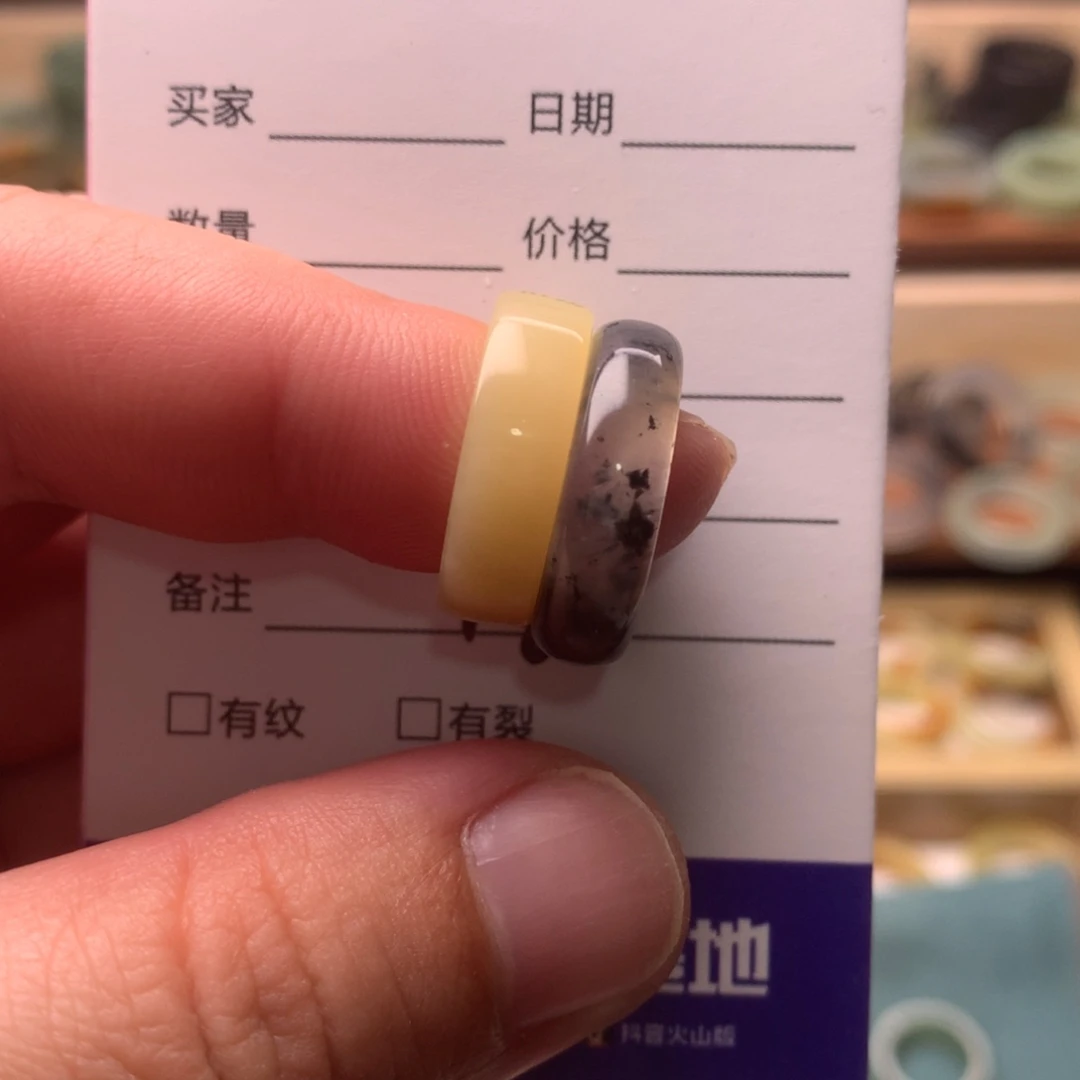 买家 日期
数量 价格
备注
有纹 有裂
地
抖音火山版